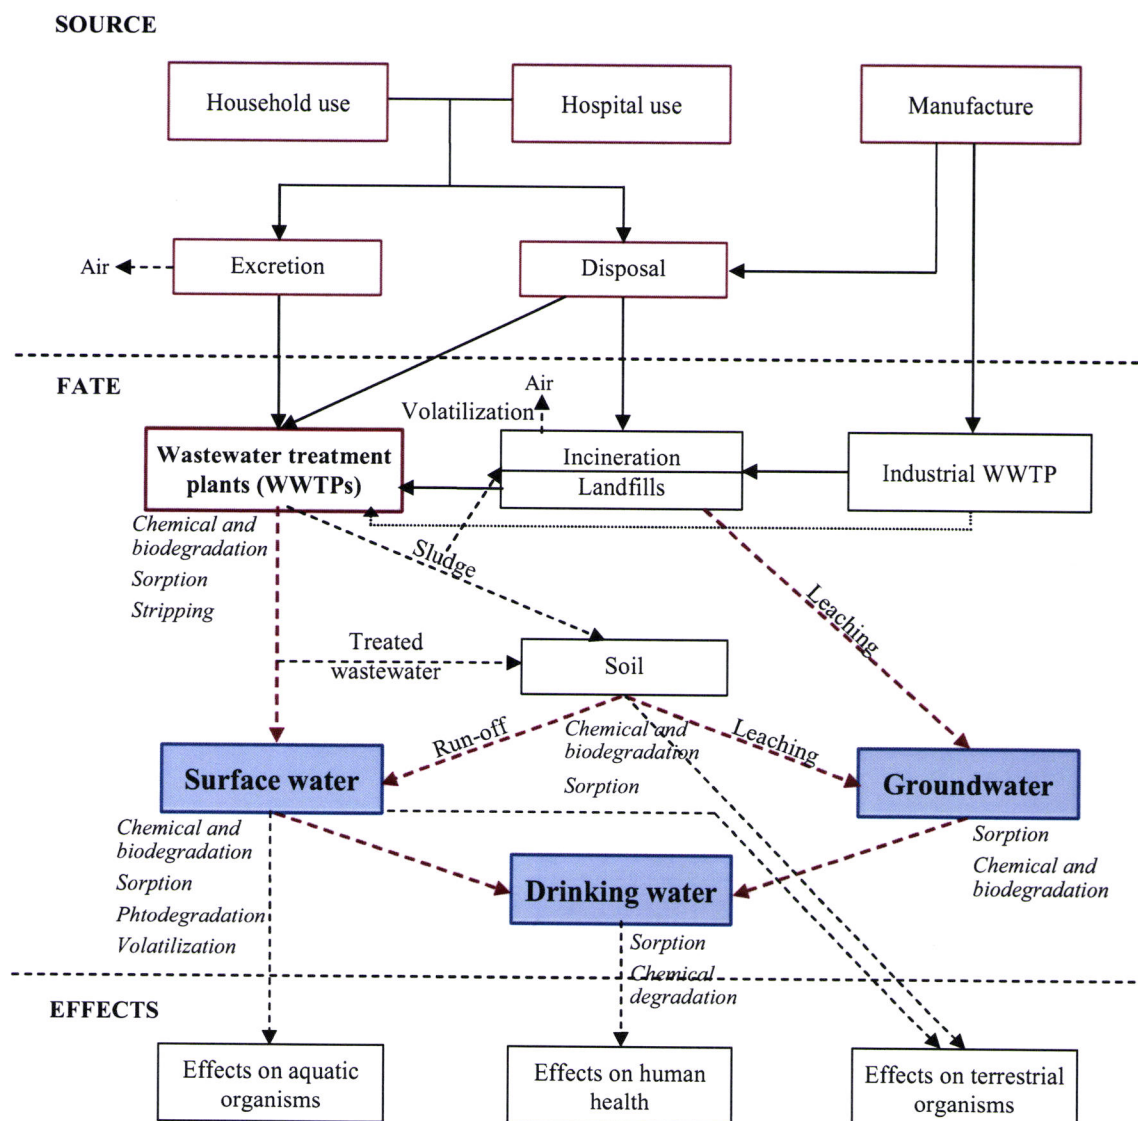 SOURCE
Household use
Hospital use
Manufacture
Air
Excretion
Disposal
FATE
Air
Volatilization
Wastewater treatment
plants (WWTPs)
Incineration
Landfills
Industrial WWTP
Chemical and
biodegradation
Sorption
Stripping
Sludge
Leaching
Treated
wastewater
Soil
Run-off
Chemical and
biodegradation
Sorption
Leaching
Surface water
Groundwater
Chemical and
biodegradation
Sorption
Phtodegradation
Volatilization
Drinking water
Sorption
Chemical and
biodegradation
Sorption
Chemical
degradation
EFFECTS
Effects on aquatic
organisms
Effects on human
health
Effects on terrestrial
organisms